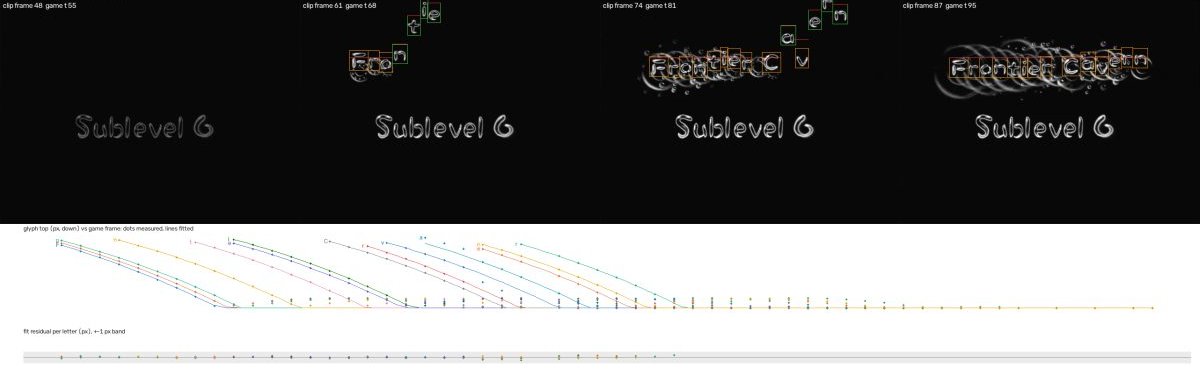 clip frame 48 game t 55
clip frame 61 game t 68
clip frame 74 game t 81
clip frame 87 game t 95
t i e
F r o n
a e r n
Frontier C v
Frontier Cavern
Sublevel 6
Sublevel 6
Sublevel 6
Sublevel 6
glyph top (px, down) vs game frame: dots measured, lines fitted
fit residual per letter (px), +-1 px band